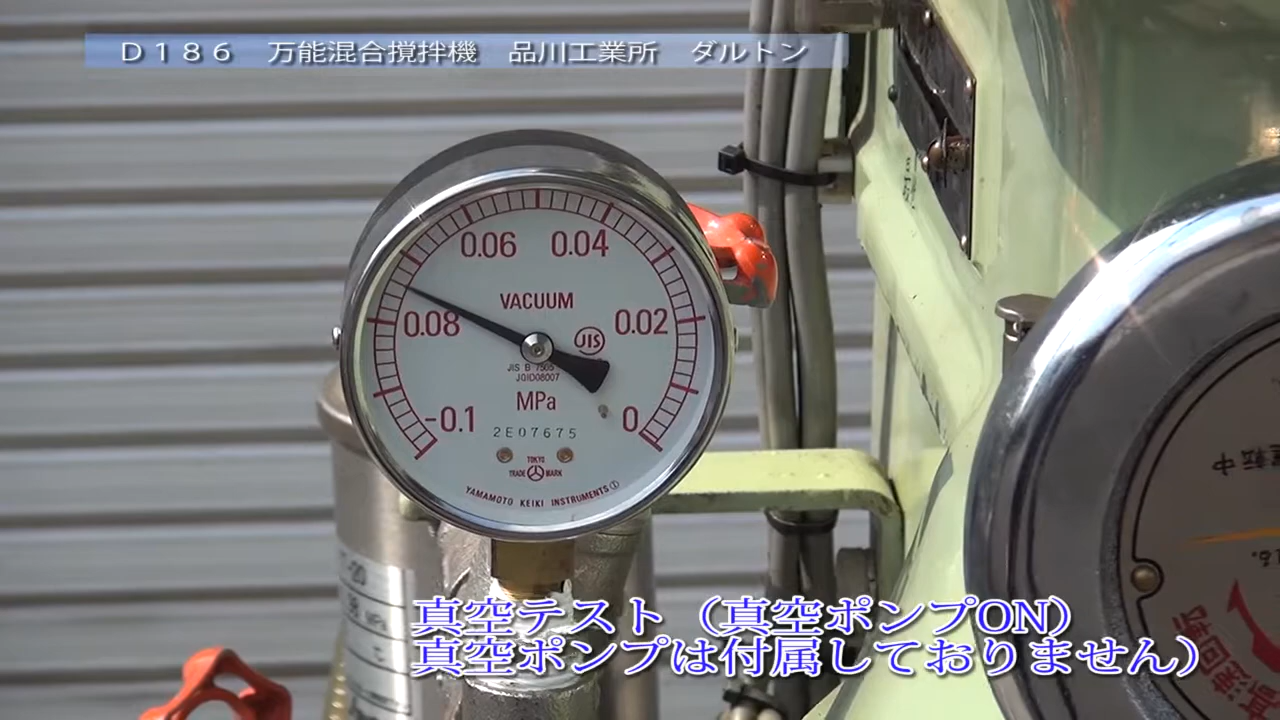 D186 万能混合撹拌機 品川工業所 ダルトン
0.06 0.04
VACUUM
0.08 0.02
JIS
JIS B 7505
JQID08007
MPa
-0.1 0
2E07675
TOKYO
TRADE MARK
YAMAMOTO KEIKI INSTRUMENTS
転中
真空テスト（真空ポンプON）
真空ポンプは付属しておりません）